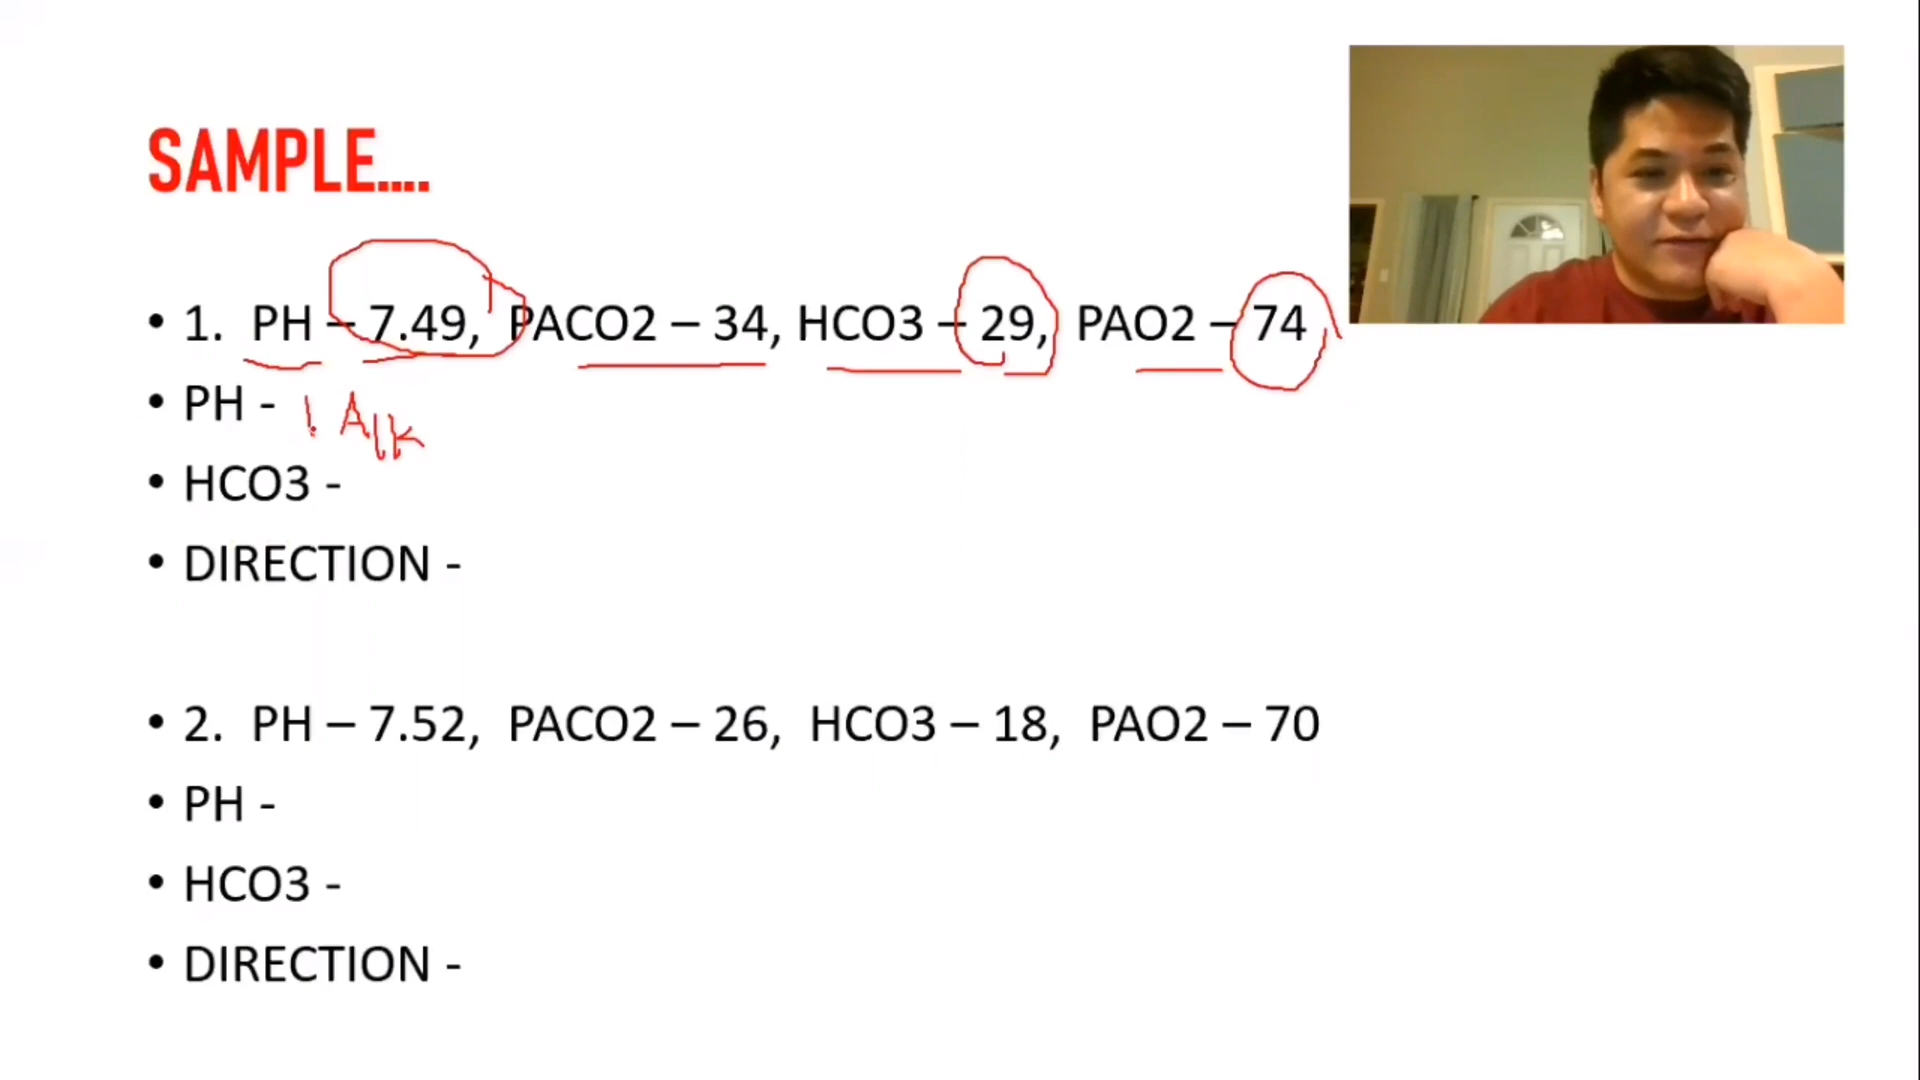 SAMPLE....
• 1. PH – 7.49, PACO2 – 34, HCO3 – 29, PAO2 – 74
• PH - Alk
• HCO3 -
• DIRECTION -
• 2. PH – 7.52, PACO2 – 26, HCO3 – 18, PAO2 – 70
• PH -
• HCO3 -
• DIRECTION -